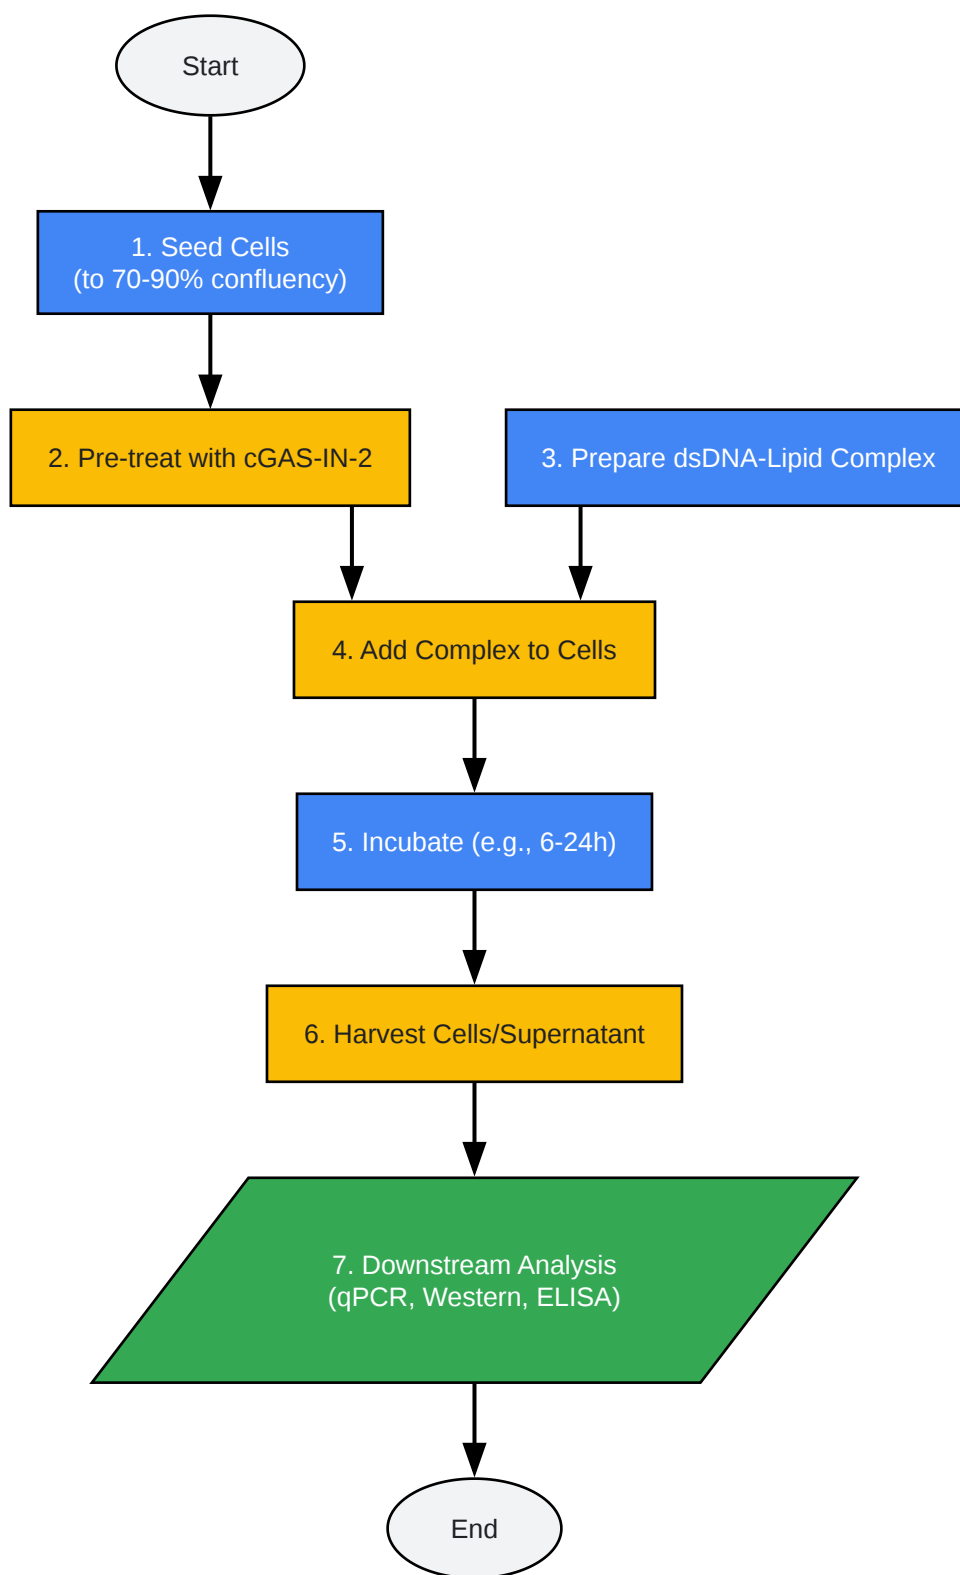 Start
1. Seed Cells
(to 70-90% confluency)
2. Pre-treat with cGAS-IN-2
3. Prepare dsDNA-Lipid Complex
4. Add Complex to Cells
5. Incubate (e.g., 6-24h)
6. Harvest Cells/Supernatant
7. Downstream Analysis
(qPCR, Western, ELISA)
End